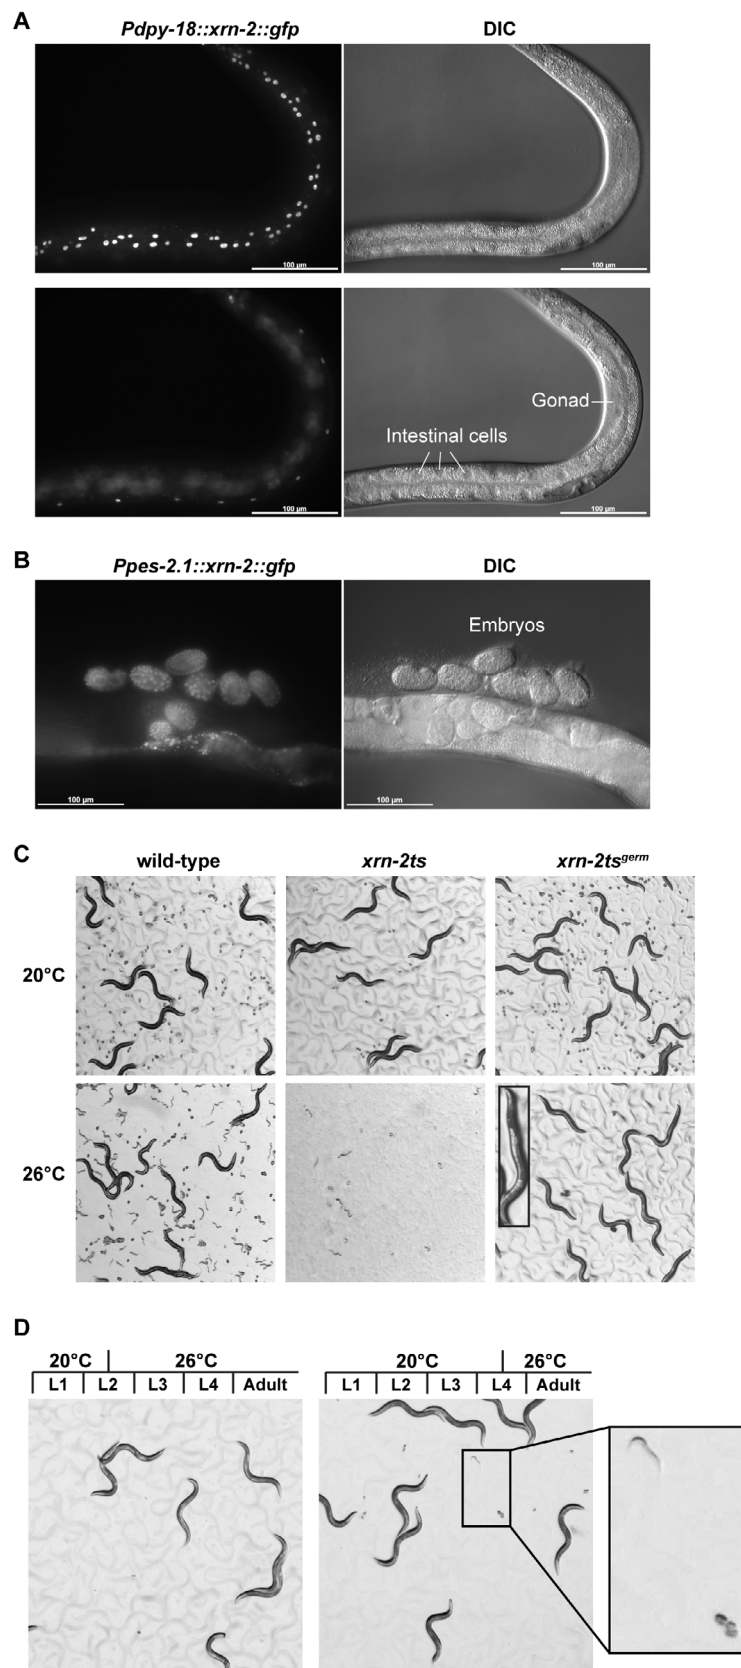 A
Pdpy-18::xrn-2::gfp DIC
100 µm 100 µm
Gonad
Intestinal cells
100 µm 100 µm
B
Ppes-2.1::xrn-2::gfp DIC
Embryos
100 µm 100 µm
C
wild-type xrn-2ts xrn-2ts^germ
20°C
26°C
D
20°C 26°C 20°C 26°C
L1 L2 L3 L4 Adult L1 L2 L3 L4 Adult